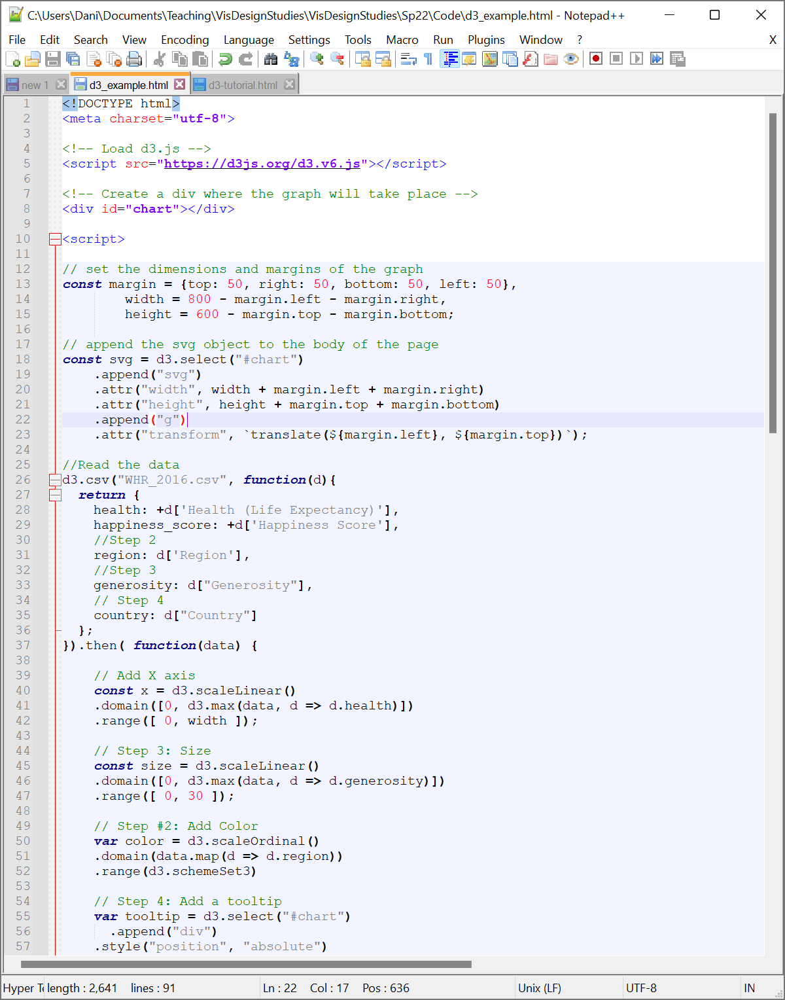 C:\Users\Dani\Documents\Teaching\VisDesignStudies\VisDesignStudies\Sp22\Code\d3_example.html - Notepad++
File Edit Search View Encoding Language Settings Tools Macro Run Plugins Window ? X
new 1 d3_example.html d3-tutorial.html
1 <!DOCTYPE html>
2 <meta charset="utf-8">
3
4 <!-- Load d3.js -->
5 <script src="https://d3js.org/d3.v6.js"></script>
6
7 <!-- Create a div where the graph will take place -->
8 <div id="chart"></div>
9
10 <script>
11
12 // set the dimensions and margins of the graph
13 const margin = {top: 50, right: 50, bottom: 50, left: 50},
14         width = 800 - margin.left - margin.right,
15         height = 600 - margin.top - margin.bottom;
16
17 // append the svg object to the body of the page
18 const svg = d3.select("#chart")
19     .append("svg")
20     .attr("width", width + margin.left + margin.right)
21     .attr("height", height + margin.top + margin.bottom)
22     .append("g")
23     .attr("transform", `translate(${margin.left}, ${margin.top})`);
24
25 //Read the data
26 d3.csv("WHR_2016.csv", function(d){
27   return {
28     health: +d['Health (Life Expectancy)'],
29     happiness_score: +d['Happiness Score'],
30     //Step 2
31     region: d['Region'],
32     //Step 3
33     generosity: d["Generosity"],
34     // Step 4
35     country: d["Country"]
36   };
37 }).then( function(data) {
38
39     // Add X axis
40     const x = d3.scaleLinear()
41     .domain([0, d3.max(data, d => d.health)])
42     .range([ 0, width ]);
43
44     // Step 3: Size
45     const size = d3.scaleLinear()
46     .domain([0, d3.max(data, d => d.generosity)])
47     .range([ 0, 30 ]);
48
49     // Step #2: Add Color
50     var color = d3.scaleOrdinal()
51     .domain(data.map(d => d.region))
52     .range(d3.schemeSet3)
53
54     // Step 4: Add a tooltip
55     var tooltip = d3.select("#chart")
56       .append("div")
57     .style("position", "absolute")
Hyper Te length : 2,641 lines : 91 Ln : 22 Col : 17 Pos : 636 Unix (LF) UTF-8 IN